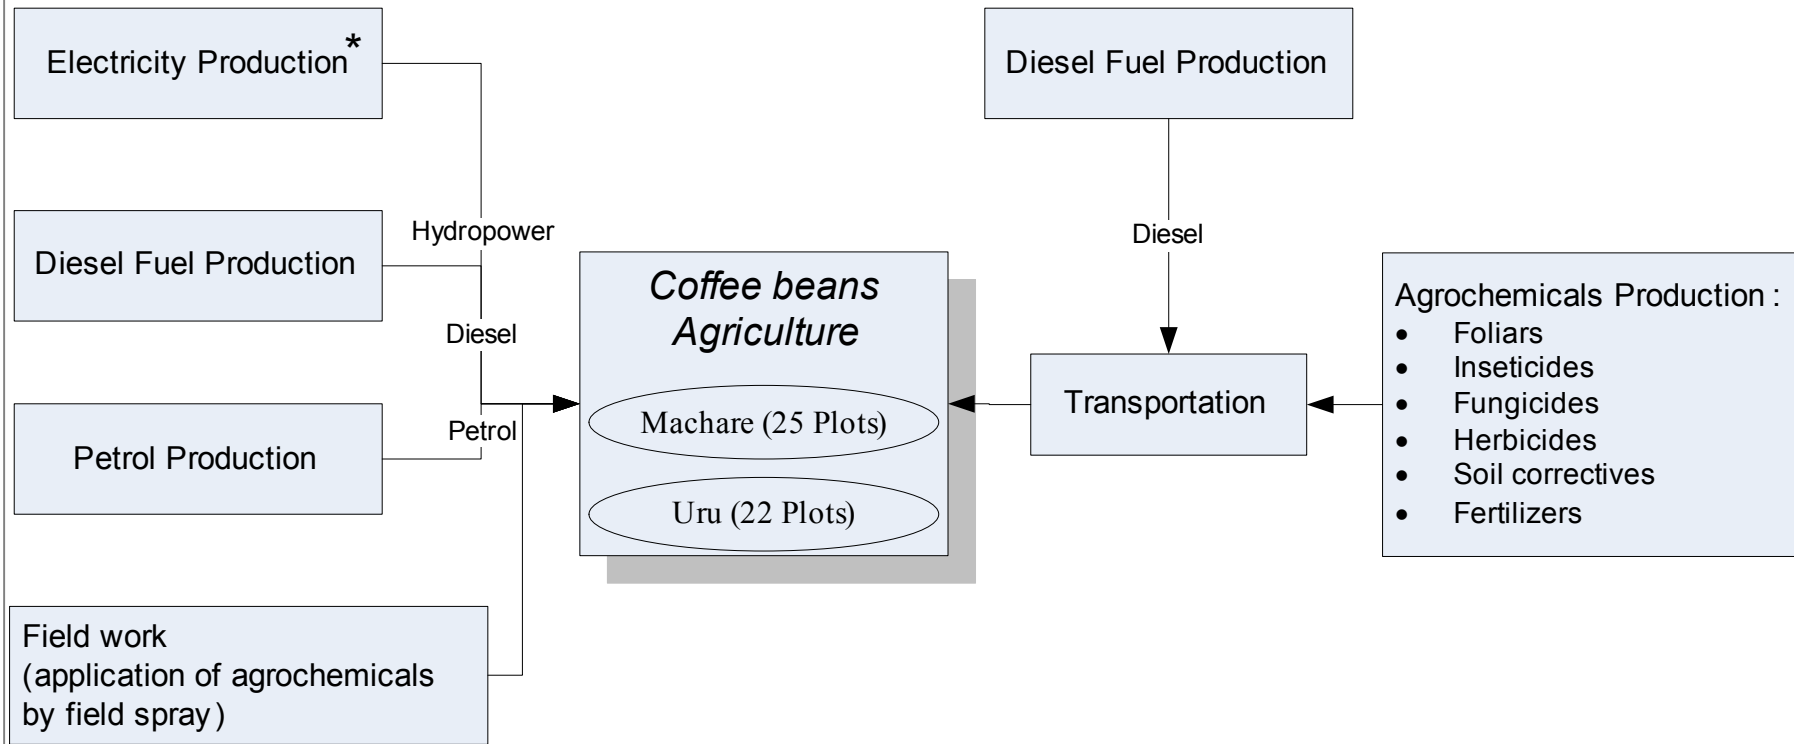 Electricity Production*
Diesel Fuel Production
Hydropower
Diesel Fuel Production
Diesel
Petrol Production
Petrol
Field work
(application of agrochemicals
by field spray)
Coffee beans
Agriculture
Machare (25 Plots)
Uru (22 Plots)
Diesel
Transportation
Agrochemicals Production :
• Foliars
• Inseticides
• Fungicides
• Herbicides
• Soil correctives
• Fertilizers